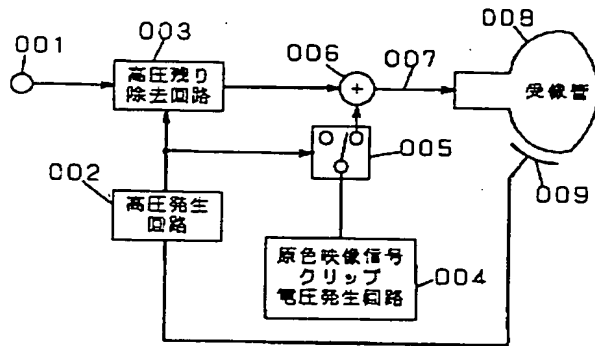 001
003
高圧残り
除去回路
006
+
007
008
受像管
009
005
002
高圧発生
回路
原色映像信号
クリップ
電圧発生回路
004